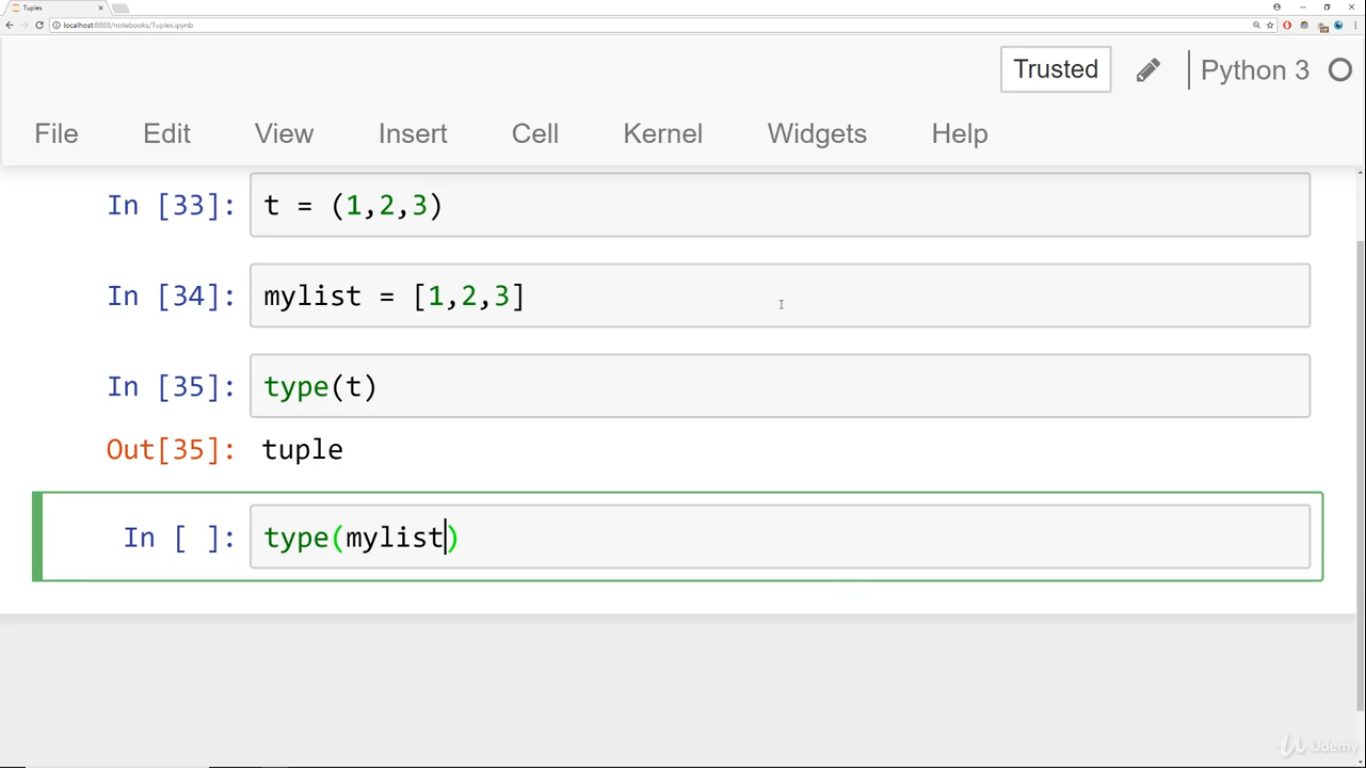 Tuples
localhost:8888/notebooks/Tuples.ipynb
Trusted
Python 3
File Edit View Insert Cell Kernel Widgets Help
In [33]: t = (1,2,3)
In [34]: mylist = [1,2,3]
In [35]: type(t)
Out[35]: tuple
In [ ]: type(mylist)
Udemy